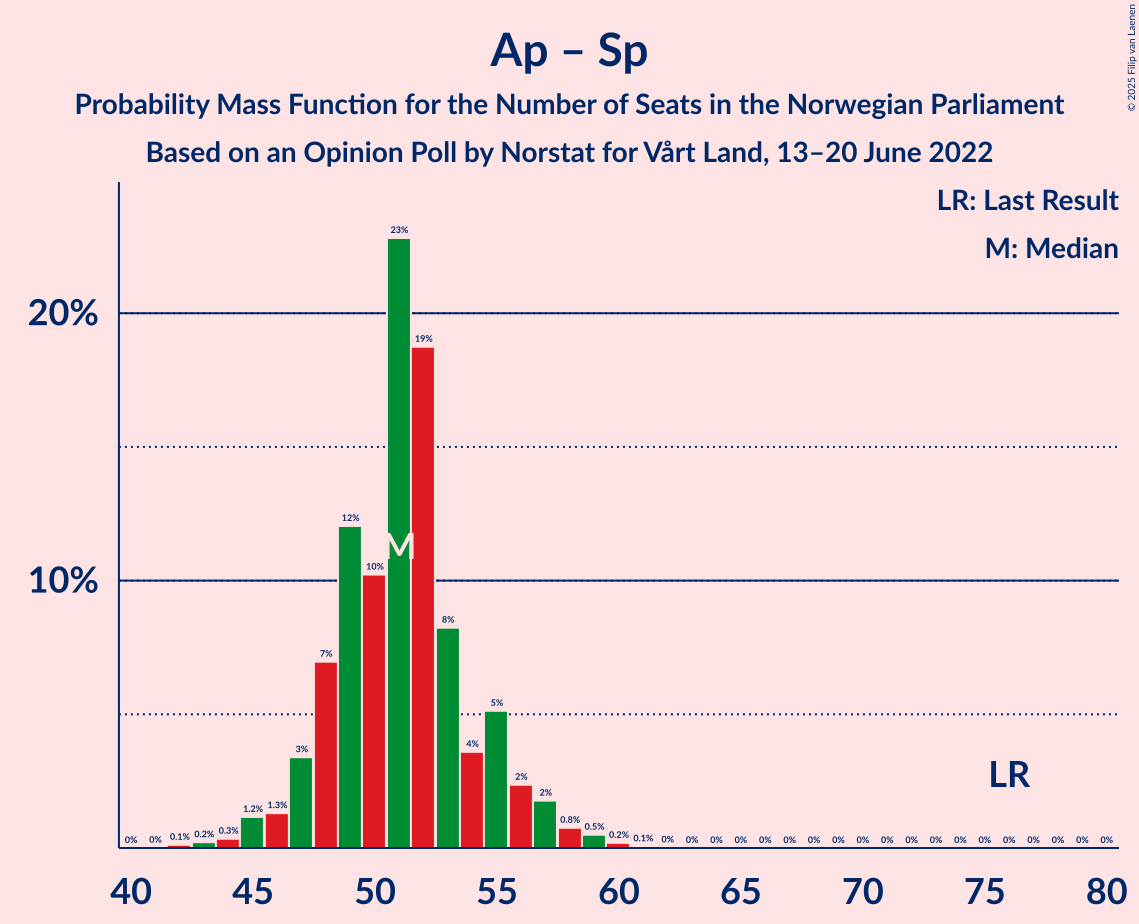 Ap – Sp
Probability Mass Function for the Number of Seats in the Norwegian Parliament
Based on an Opinion Poll by Norstat for Vårt Land, 13–20 June 2022
© 2025 Filip van Laenen
LR: Last Result
M: Median
20%
10%
0% 0% 0.1% 0.2% 0.3% 1.2% 1.3% 3% 7% 12% 10% 23% 19% 8% 4% 5% 2% 2% 0.8% 0.5% 0.2% 0.1% 0% 0% 0% 0% 0% 0% 0% 0% 0% 0% 0% 0% 0% 0% 0% 0% 0% 0% 0%
M
LR
40 45 50 55 60 65 70 75 80